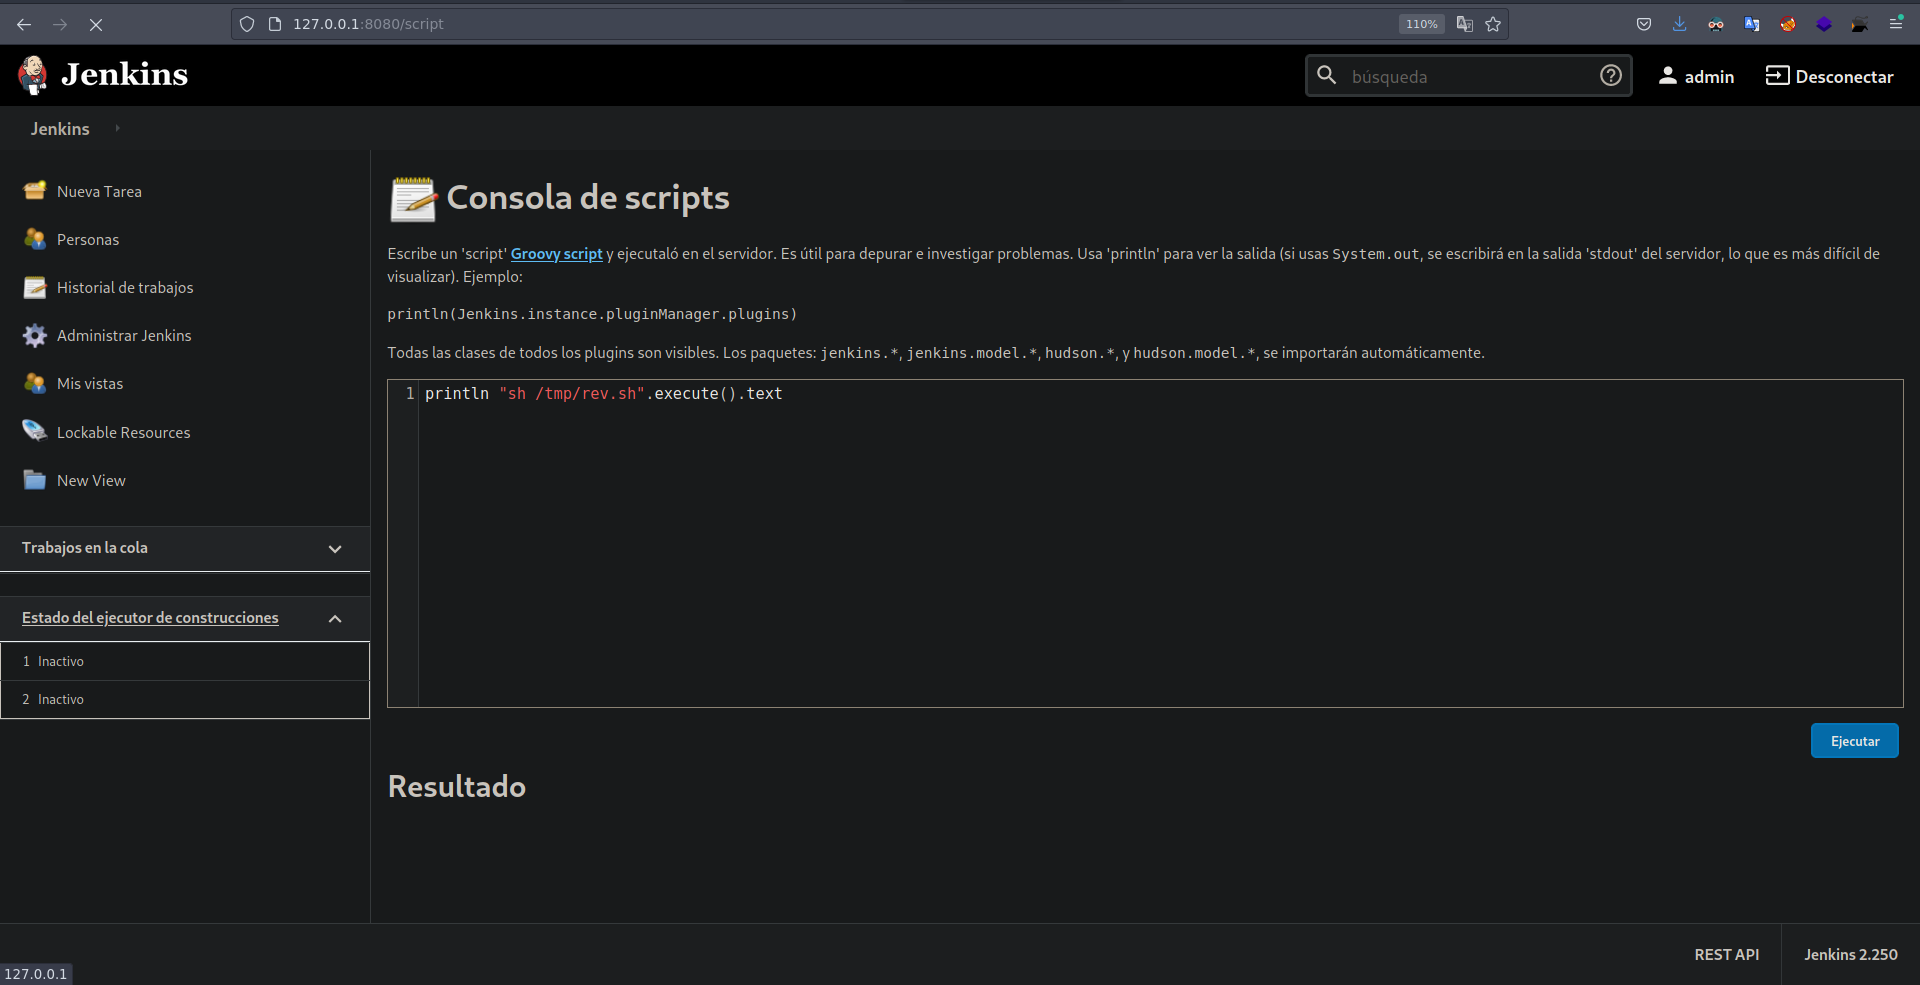 127.0.0.1:8080/script
110%
Jenkins
búsqueda
admin
Desconectar
Jenkins
Nueva Tarea
Personas
Historial de trabajos
Administrar Jenkins
Mis vistas
Lockable Resources
New View
Trabajos en la cola
Estado del ejecutor de construcciones
1 Inactivo
2 Inactivo
Consola de scripts
Escribe un 'script' Groovy script y ejecutaló en el servidor. Es útil para depurar e investigar problemas. Usa 'println' para ver la salida (si usas System.out, se escribirá en la salida 'stdout' del servidor, lo que es más difícil de
visualizar). Ejemplo:
println(Jenkins.instance.pluginManager.plugins)
Todas las clases de todos los plugins son visibles. Los paquetes: jenkins.*, jenkins.model.*, hudson.*, y hudson.model.*, se importarán automáticamente.
1 println "sh /tmp/rev.sh".execute().text
Ejecutar
Resultado
REST API
Jenkins 2.250
127.0.0.1